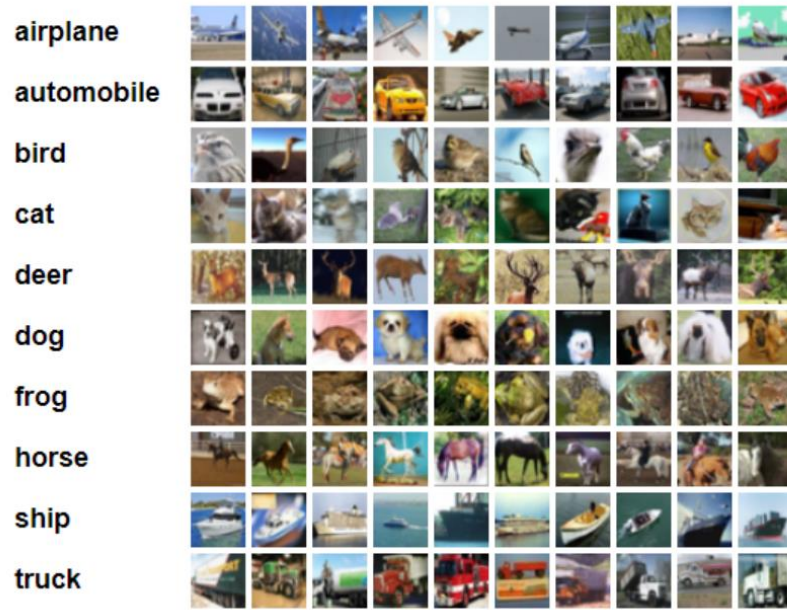 airplane
automobile
bird
cat
deer
dog
frog
horse
ship
truck